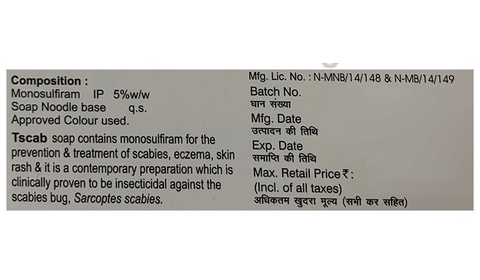 Composition :
Monosulfiram IP 5%w/w
Soap Noodle base q.s.
Approved Colour used.
Tscab soap contains monosulfiram for the
prevention & treatment of scabies, eczema, skin
rash & it is a contemporary preparation which is
clinically proven to be insecticidal against the
scabies bug, Sarcoptes scabies.
Mfg. Lic. No. : N-MNB/14/148 & N-MB/14/149
Batch No.
घान संख्या
Mfg. Date
उत्पादन की तिथि
Exp. Date
समाप्ति की तिथि
Max. Retail Price ₹ :
(Incl. of all taxes)
अधिकतम खुदरा मूल्य (सभी कर सहित)